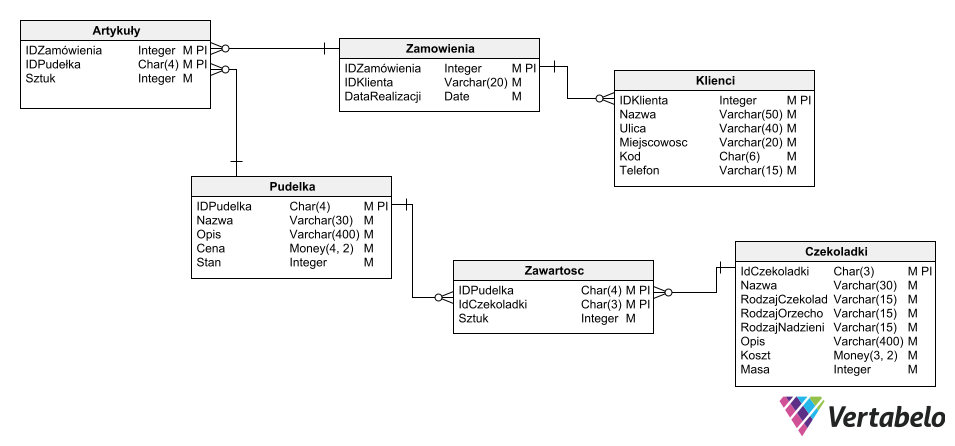 Artykuły
IDZamówienia Integer M PI
IDPudełka Char(4) M PI
Sztuk Integer M
Zamowienia
IDZamówienia Integer M PI
IDKlienta Varchar(20) M
DataRealizacji Date M
Klienci
IDKlienta Integer M PI
Nazwa Varchar(50) M
Ulica Varchar(40) M
Miejscowosc Varchar(20) M
Kod Char(6) M
Telefon Varchar(15) M
Pudelka
IDPudelka Char(4) M PI
Nazwa Varchar(30) M
Opis Varchar(400) M
Cena Money(4, 2) M
Stan Integer M
Zawartosc
IDPudelka Char(4) M PI
IdCzekoladki Char(3) M PI
Sztuk Integer M
Czekoladki
IdCzekoladki Char(3) M PI
Nazwa Varchar(30) M
RodzajCzekolad Varchar(15) M
RodzajOrzecho Varchar(15) M
RodzajNadzieni Varchar(15) M
Opis Varchar(400) M
Koszt Money(3, 2) M
Masa Integer M
Vertabelo